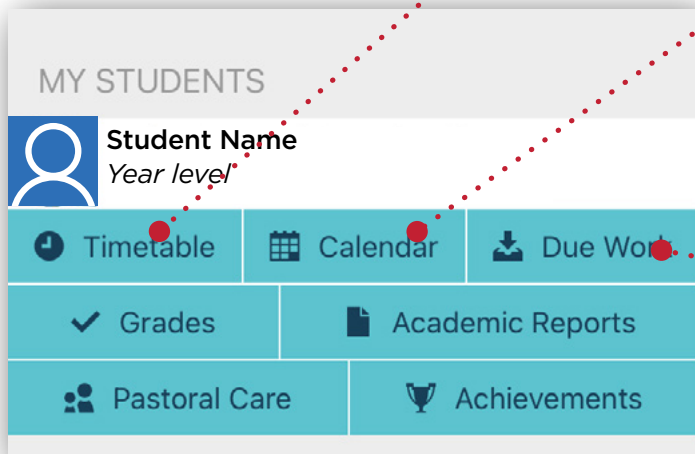 MY STUDENTS
Student Name
Year level
Timetable Calendar Due Work
Grades Academic Reports
Pastoral Care Achievements